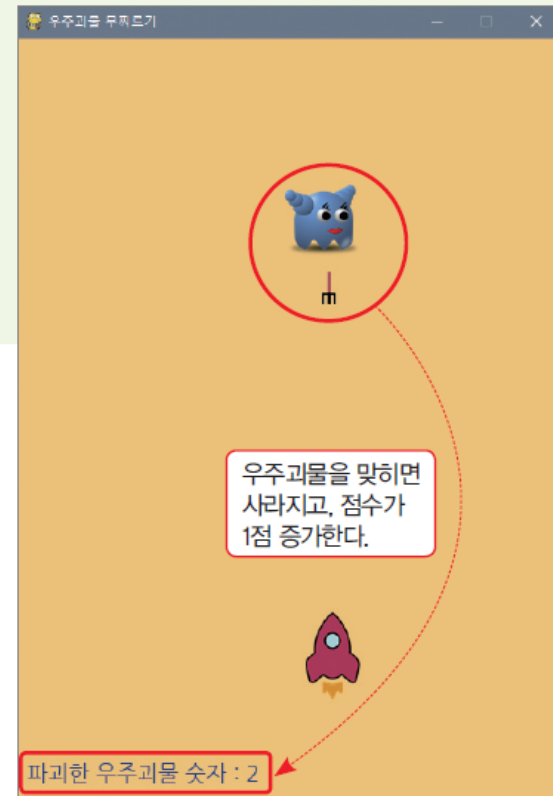 우주괴물 무찌르기
우주괴물을 맞히면
사라지고, 점수가
1점 증가한다.
파괴한 우주괴물 숫자 : 2